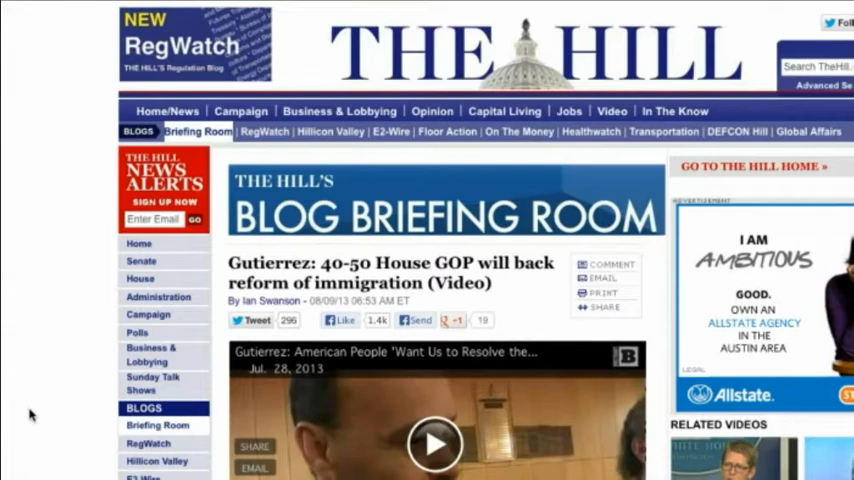 NEW
RegWatch
THE HILL'S Regulation Blog
THE HILL
Search TheHill.
Advanced Se
Home/News | Campaign | Business & Lobbying | Opinion | Capital Living | Jobs | Video | In The Know
BLOGS Briefing Room RegWatch | Hillicon Valley | E2-Wire | Floor Action | On The Money | Healthwatch | Transportation | DEFCON Hill | Global Affairs
THE HILL
NEWS
ALERTS
SIGN UP NOW
Enter Email GO
Home
Senate
House
Administration
Campaign
Polls
Business &
Lobbying
Sunday Talk
Shows
BLOGS
Briefing Room
RegWatch
Hillicon Valley
E2-Wire
THE HILL'S
BLOG BRIEFING ROOM
Gutierrez: 40-50 House GOP will back
reform of immigration (Video)
By Ian Swanson - 08/09/13 06:53 AM ET
Tweet 296 Like 1.4k Send +1 19
COMMENT
EMAIL
PRINT
SHARE
Gutierrez: American People 'Want Us to Resolve the...
Jul. 28, 2013
B
SHARE
EMAIL
GO TO THE HILL HOME »
ADVERTISEMENT
I AM
AMBITIOUS
GOOD.
OWN AN
ALLSTATE AGENCY
IN THE
AUSTIN AREA
LEGAL
Allstate.
RELATED VIDEOS